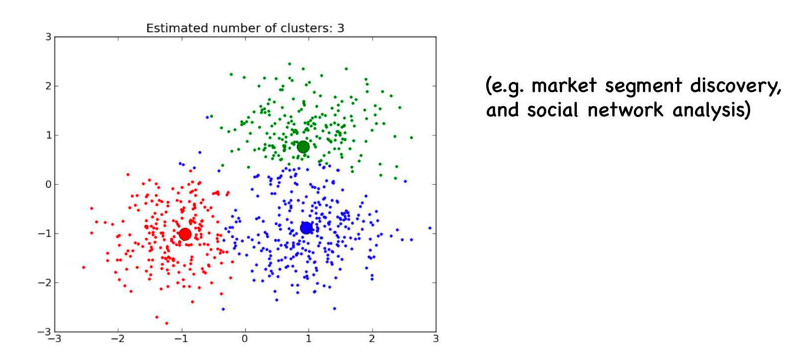 Estimated number of clusters: 3
(e.g. market segment discovery,
and social network analysis)
3
2
1
0
−1
−2
−3
−3 −2 −1 0 1 2 3